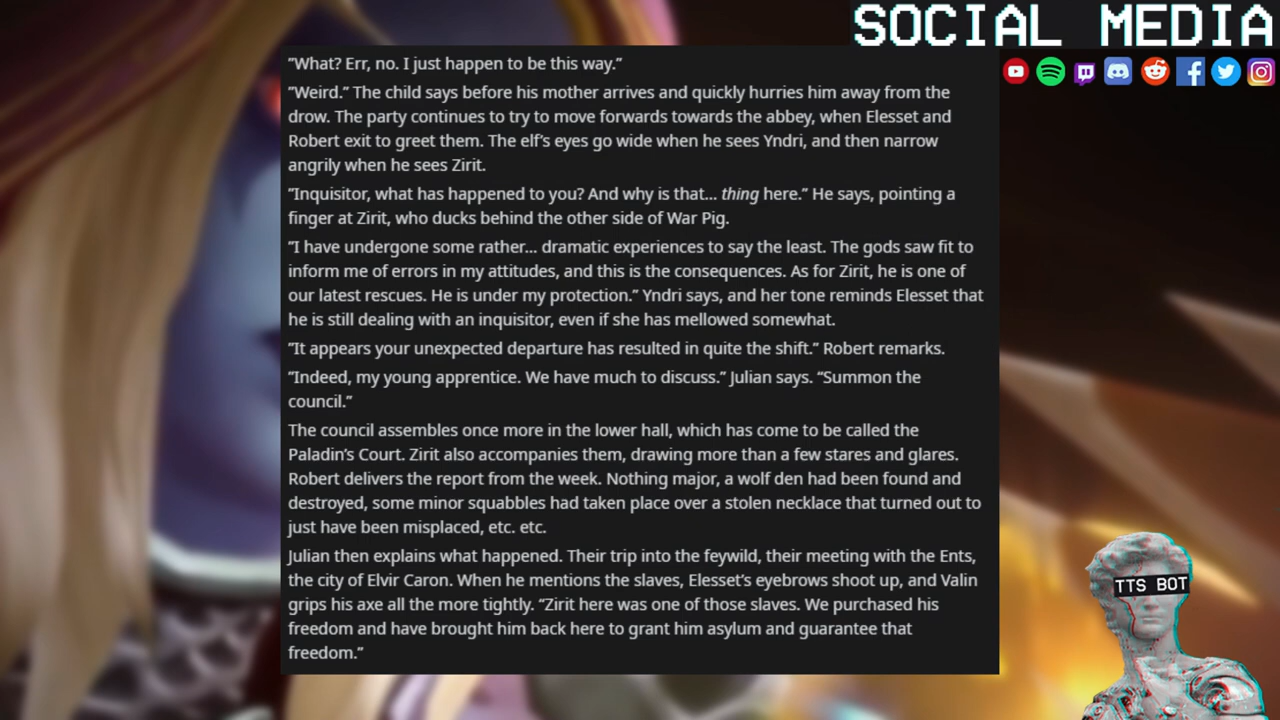 SOCIAL MEDIA
"What? Err, no. I just happen to be this way."
"Weird." The child says before his mother arrives and quickly hurries him away from the
drow. The party continues to try to move forwards towards the abbey, when Elesset and
Robert exit to greet them. The elf's eyes go wide when he sees Yndri, and then narrow
angrily when he sees Zirit.
"Inquisitor, what has happened to you? And why is that... thing here." He says, pointing a
finger at Zirit, who ducks behind the other side of War Pig.
"I have undergone some rather... dramatic experiences to say the least. The gods saw fit to
inform me of errors in my attitudes, and this is the consequences. As for Zirit, he is one of
our latest rescues. He is under my protection." Yndri says, and her tone reminds Elesset that
he is still dealing with an inquisitor, even if she has mellowed somewhat.
"It appears your unexpected departure has resulted in quite the shift." Robert remarks.
"Indeed, my young apprentice. We have much to discuss." Julian says. "Summon the
council."
The council assembles once more in the lower hall, which has come to be called the
Paladin's Court. Zirit also accompanies them, drawing more than a few stares and glares.
Robert delivers the report from the week. Nothing major, a wolf den had been found and
destroyed, some minor squabbles had taken place over a stolen necklace that turned out to
just have been misplaced, etc. etc.
Julian then explains what happened. Their trip into the feywild, their meeting with the Ents,
the city of Elvir Caron. When he mentions the slaves, Elesset's eyebrows shoot up, and Valin
grips his axe all the more tightly. "Zirit here was one of those slaves. We purchased his
freedom and have brought him back here to grant him asylum and guarantee that
freedom."
TTS BOT